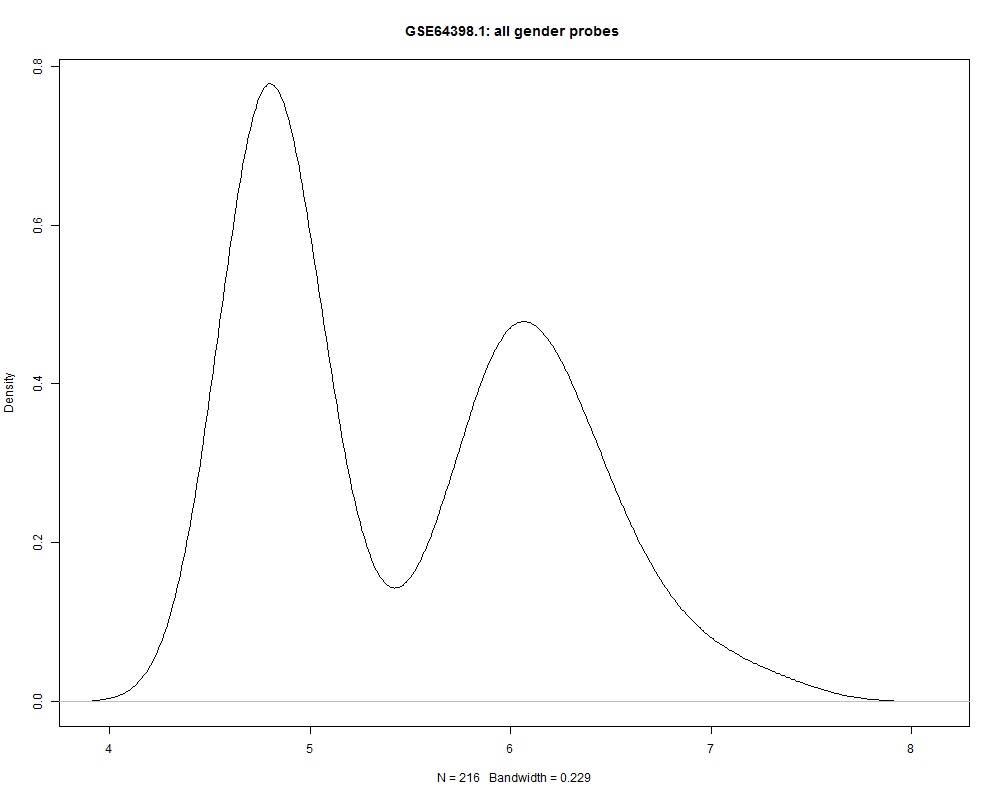 GSE64398.1: all gender probes
0.8
0.6
0.4
0.2
0.0
Density
4 5 6 7 8
N = 216 Bandwidth = 0.229